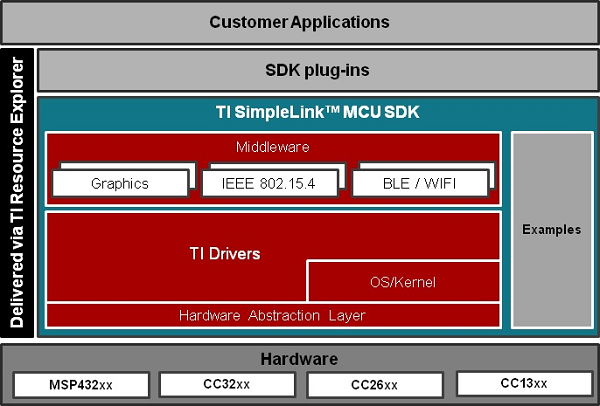 Customer Applications
Delivered via TI Resource Explorer
SDK plug-ins
TI SimpleLink™ MCU SDK
Middleware
Graphics
IEEE 802.15.4
BLE / WIFI
Examples
TI Drivers
OS/Kernel
Hardware Abstraction Layer
Hardware
MSP432xx
CC32xx
CC26xx
CC13xx